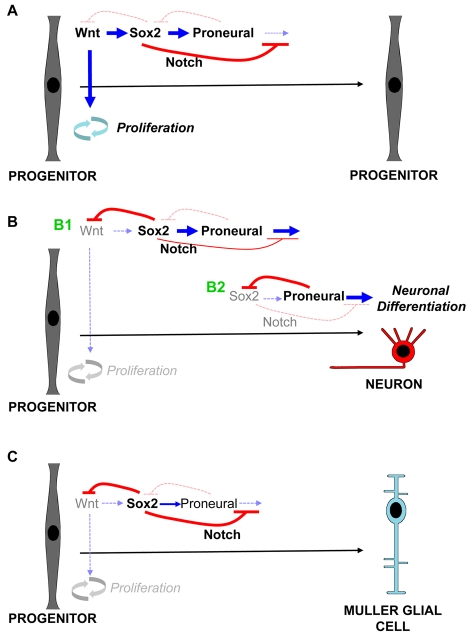 A
Wnt Sox2 Proneural
Notch
Proliferation
PROGENITOR PROGENITOR
B
B1
Wnt Sox2 Proneural
Notch
B2
Sox2 Proneural
Neuronal
Differentiation
Notch
Proliferation
NEURON
PROGENITOR
C
Wnt Sox2 Proneural
Notch
Proliferation
PROGENITOR
MULLER GLIAL
CELL